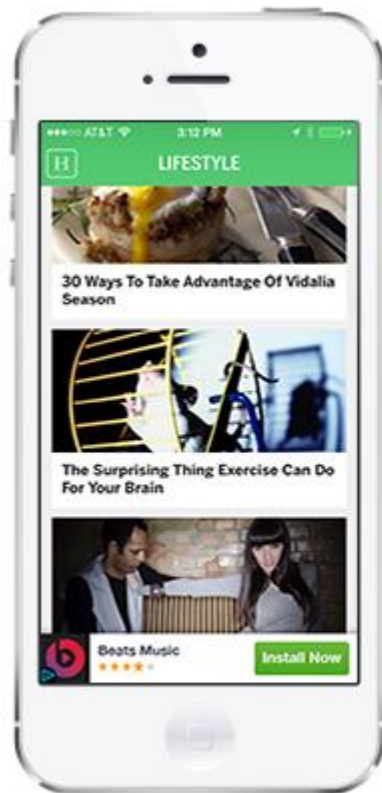 AT&T
3:12 PM
H
LIFESTYLE
30 Ways To Take Advantage Of Vidalia
Season
The Surprising Thing Exercise Can Do
For Your Brain
b
Beats Music
Install Now